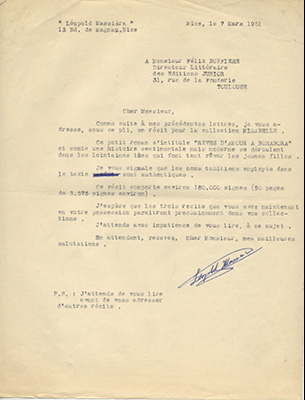 " Léopold Massiéra "
13 Bd. de Magnan, Nice
Nice, le 7 Mars 1951
A Monsieur Félix BUFFIERE
Directeur Littéraire
des Editions JUNIOR
31, rue de la Fonderie
TOULOUSE
Cher Monsieur,
Comme suite à mes précédentes lettres, je vous a-
dresse, sous ce pli, un récit pour la collection MIRABELLE .
Ce petit roman s'intitule "REVES D'AMOUR A BORABORA"
et conte une histoire sentimentale mais moderne se déroulant
dans les lointaines îles qui font tant rêver les jeunes filles .
Je vous signale que les noms tahitiens employés dans
le texte sont authentiques .
Ce récit comporte environ 180,000 signes (50 pages
de 3,575 signes environ) .
J'espère que les trois récits que vous avez maintenant
en votre possession paraîtront prochainement dans vos collec-
tions .
J'attends avec impatience de vous lire, à ce sujet .
En attendant, recevez, Cher Monsieur, mes meilleures
salutations .
P.S. : J'attends de vous lire
avant de vous adresser
d'autres récits .